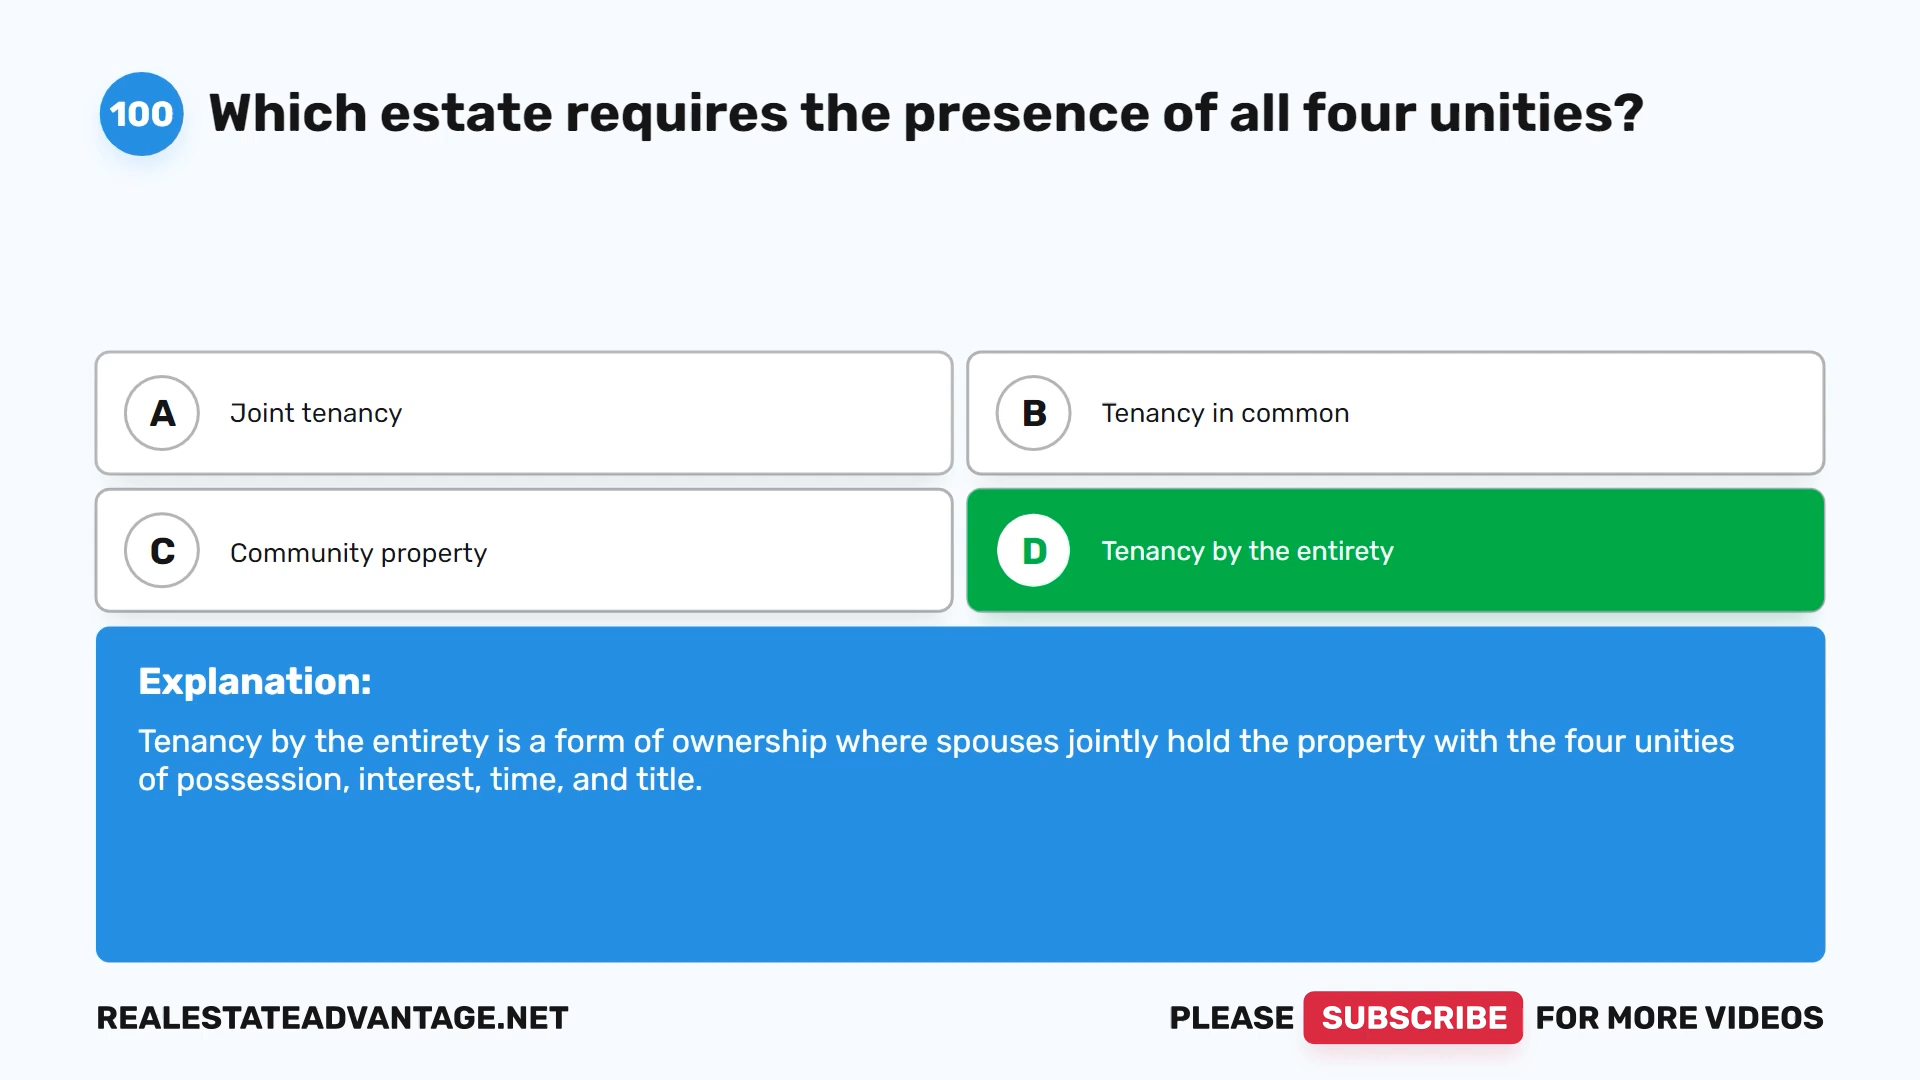 100 Which estate requires the presence of all four unities?
A Joint tenancy
B Tenancy in common
C Community property
D Tenancy by the entirety
Explanation:
Tenancy by the entirety is a form of ownership where spouses jointly hold the property with the four unities
of possession, interest, time, and title.
REALESTATEADVANTAGE.NET
PLEASE SUBSCRIBE FOR MORE VIDEOS